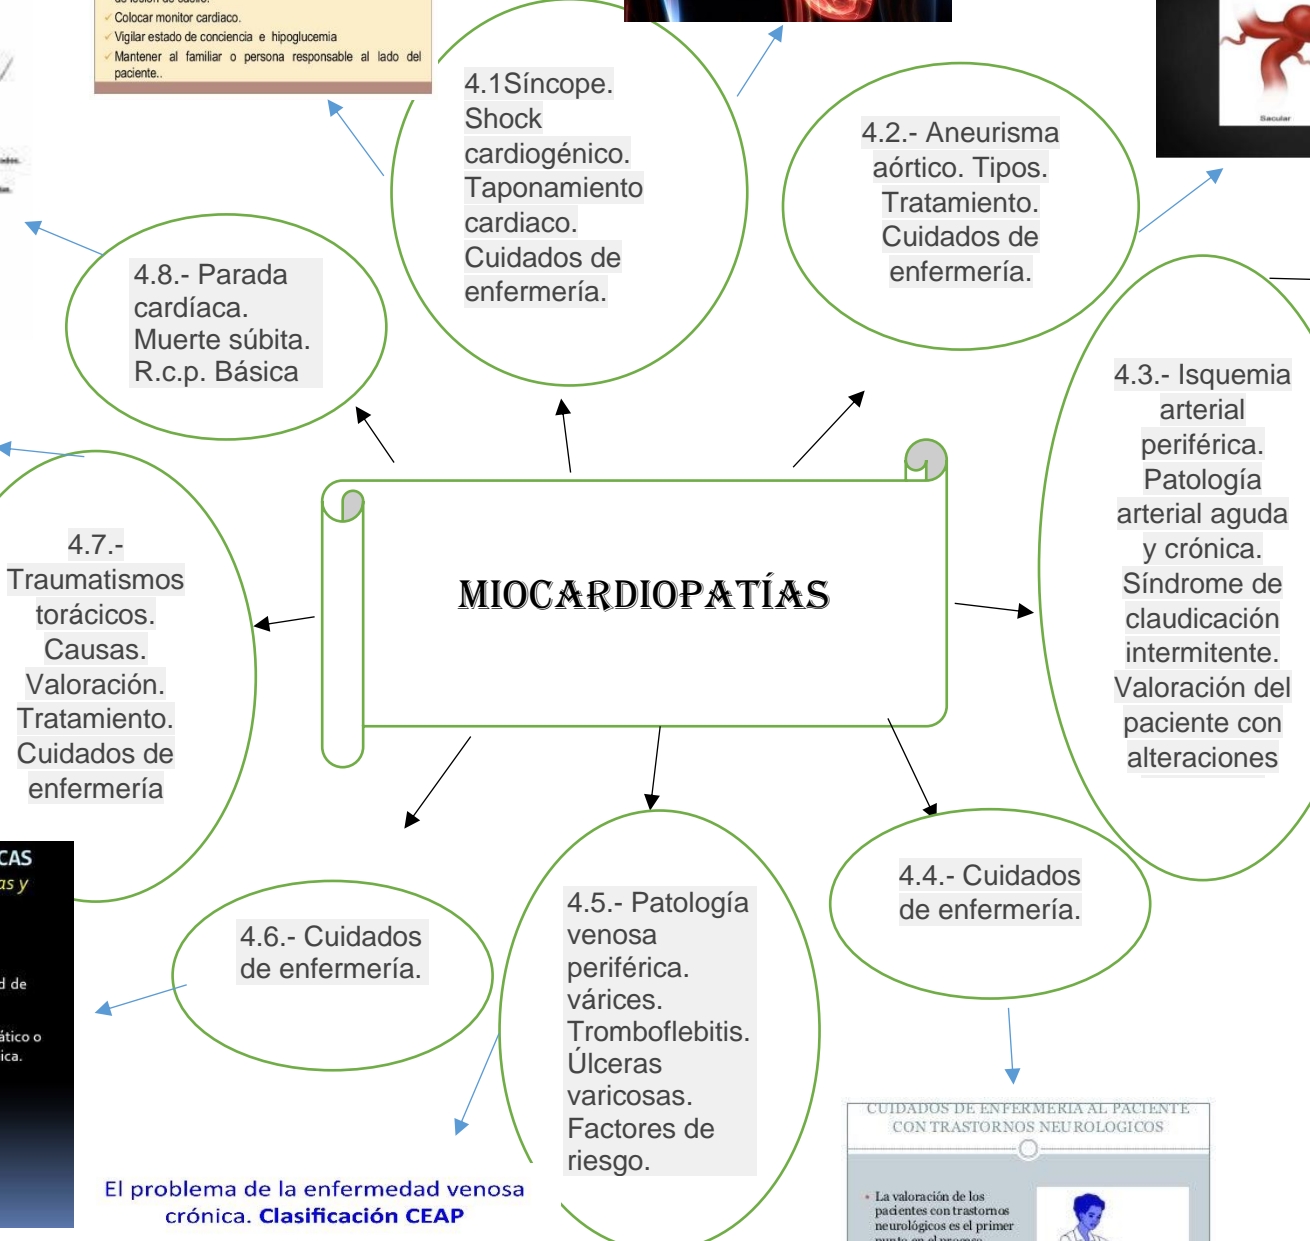 Colocar monitor cardiaco.
Vigilar estado de conciencia e hipoglucemia
Mantener al familiar o persona responsable al lado del
paciente..
4.1Síncope.
Shock
cardiogénico.
Taponamiento
cardiaco.
Cuidados de
enfermería.
4.2.- Aneurisma
aórtico. Tipos.
Tratamiento.
Cuidados de
enfermería.
Sacular
4.8.- Parada
cardíaca.
Muerte súbita.
R.c.p. Básica
4.3.- Isquemia
arterial
periférica.
Patología
arterial aguda
y crónica.
Síndrome de
claudicación
intermitente.
Valoración del
paciente con
alteraciones
MIOCARDIOPATÍAS
4.7.-
Traumatismos
torácicos.
Causas.
Valoración.
Tratamiento.
Cuidados de
enfermería
CAS
as y
d de
ático o
ica.
4.6.- Cuidados
de enfermería.
4.5.- Patología
venosa
periférica.
várices.
Tromboflebitis.
Úlceras
varicosas.
Factores de
riesgo.
4.4.- Cuidados
de enfermería.
El problema de la enfermedad venosa
crónica. Clasificación CEAP
CUIDADOS DE ENFERMERIA AL PACIENTE
CON TRASTORNOS NEUROLOGICOS
La valoración de los
pacientes con trastornos
neurológicos es el primer